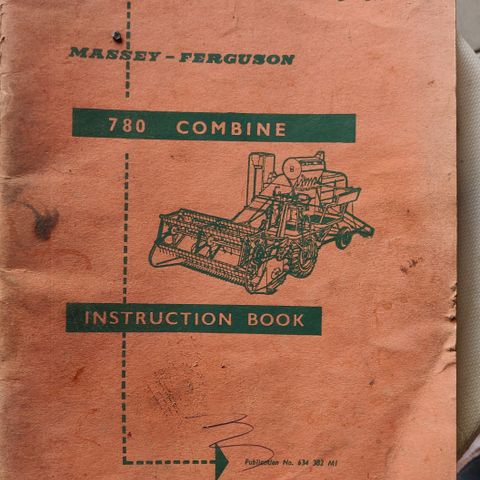 MASSEY-FERGUSON
780 COMBINE
INSTRUCTION BOOK
Publication No. 634 382 M1